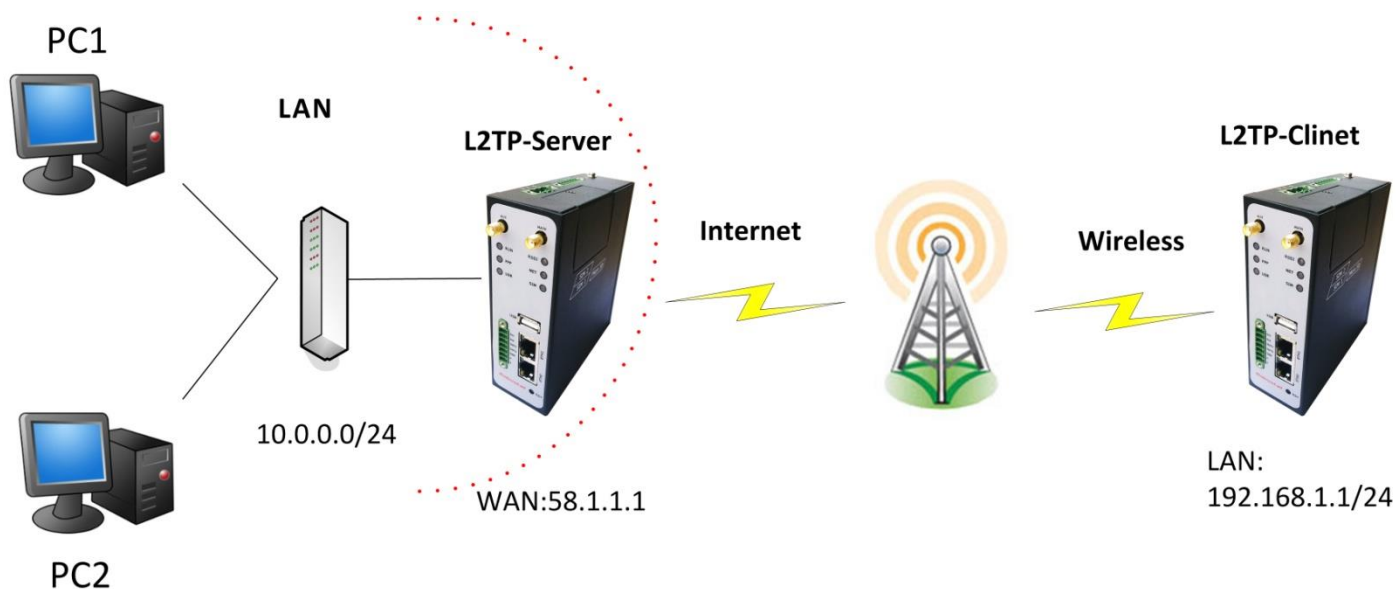 PC1
LAN
L2TP-Server
L2TP-Clinet
Internet
Wireless
10.0.0.0/24
WAN:58.1.1.1
LAN:
192.168.1.1/24
PC2